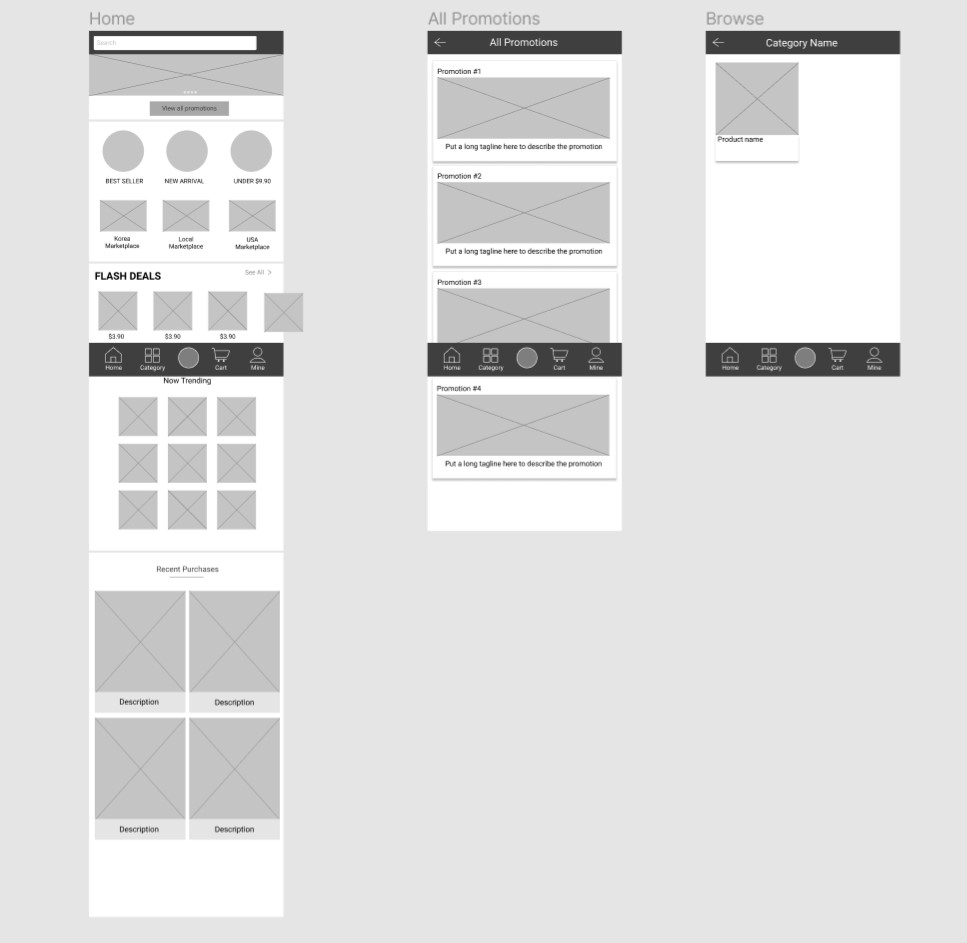 Home
Search
View all promotions
BEST SELLER
NEW ARRIVAL
UNDER $9.90
Korea
Marketplace
Local
Marketplace
USA
Marketplace
FLASH DEALS
See All
$3.90
$3.90
$3.90
Home
Category
Cart
Mine
Now Trending
Recent Purchases
Description
Description
Description
Description
All Promotions
All Promotions
Promotion #1
Put a long tagline here to describe the promotion
Promotion #2
Put a long tagline here to describe the promotion
Promotion #3
Home
Category
Cart
Mine
Promotion #4
Put a long tagline here to describe the promotion
Browse
Category Name
Product name
Home
Category
Cart
Mine